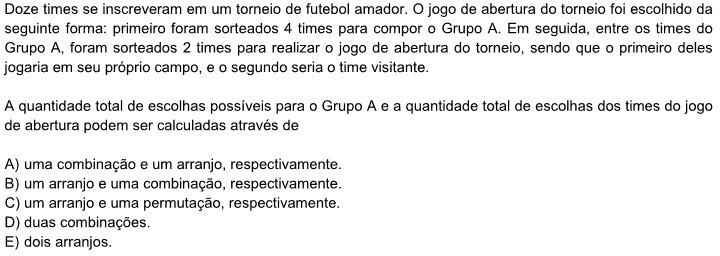 Doze times se inscreveram em um torneio de futebol amador. O jogo de abertura do torneio foi escolhido da
seguinte forma: primeiro foram sorteados 4 times para compor o Grupo A. Em seguida, entre os times do
Grupo A, foram sorteados 2 times para realizar o jogo de abertura do torneio, sendo que o primeiro deles
jogaria em seu próprio campo, e o segundo seria o time visitante.
A quantidade total de escolhas possíveis para o Grupo A e a quantidade total de escolhas dos times do jogo
de abertura podem ser calculadas através de
A) uma combinação e um arranjo, respectivamente.
B) um arranjo e uma combinação, respectivamente.
C) um arranjo e uma permutação, respectivamente.
D) duas combinações.
E) dois arranjos.